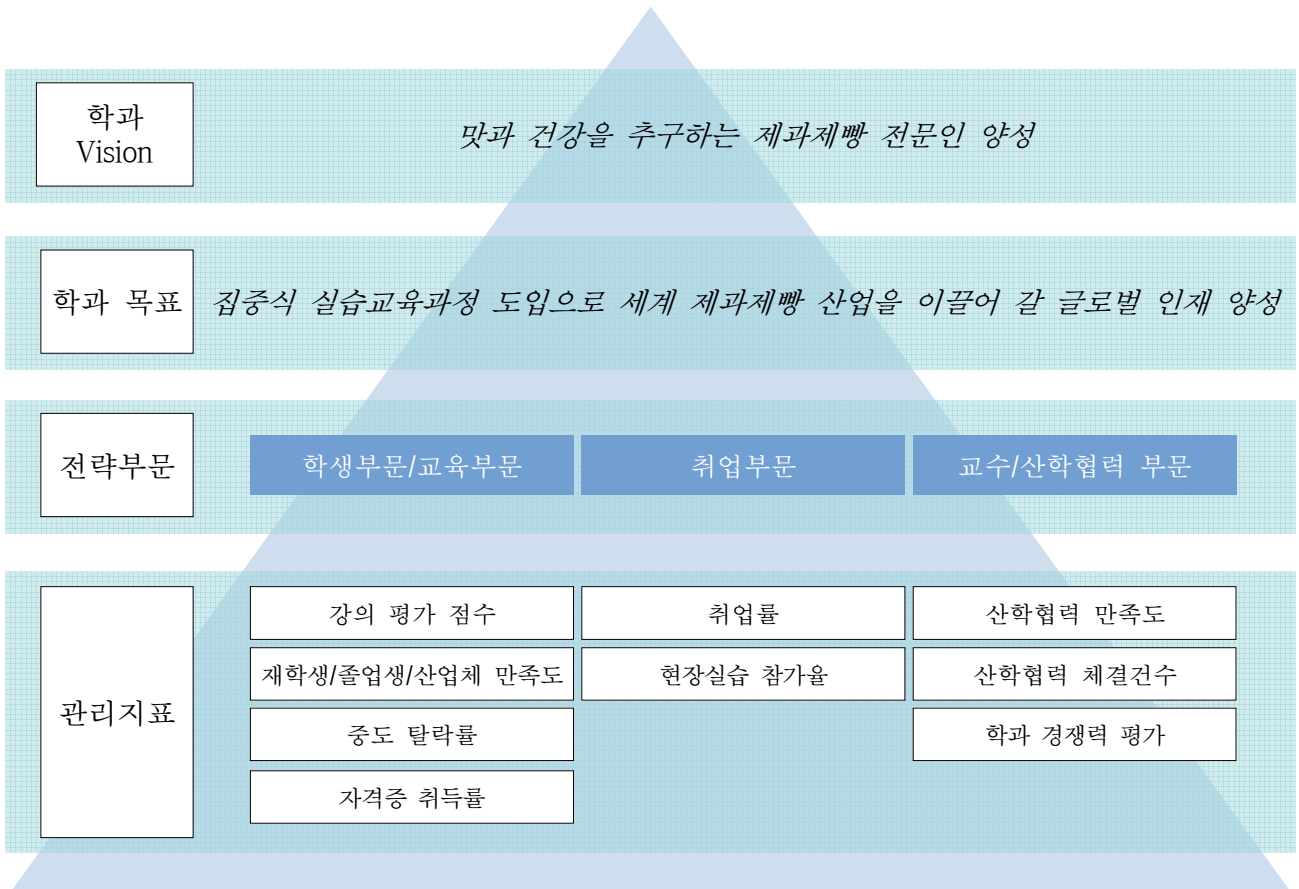 학과
Vision
맛과 건강을 추구하는 제과제빵 전문인 양성
학과 목표
집중식 실습교육과정 도입으로 세계 제과제빵 산업을 이끌어 갈 글로벌 인재 양성
전략부문
학생부문/교육부문
취업부문
교수/산학협력 부문
관리지표
강의 평가 점수
취업률
산학협력 만족도
재학생/졸업생/산업체 만족도
현장실습 참가율
산학협력 체결건수
중도 탈락률
학과 경쟁력 평가
자격증 취득률